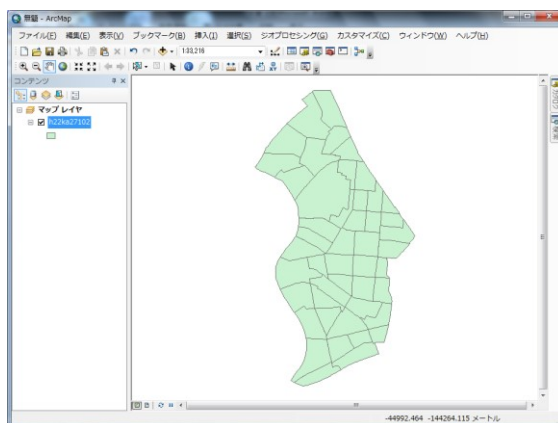 無題 - ArcMap
ファイル(F) 編集(E) 表示(V) ブックマーク(B) 挿入(I) 選択(S) ジオプロセシング(G) カスタマイズ(C) ウィンドウ(W) ヘルプ(H)
1:33,216
コンテンツ
マップ レイヤ
h22ka27102
-44992.464 -144264.115 メートル